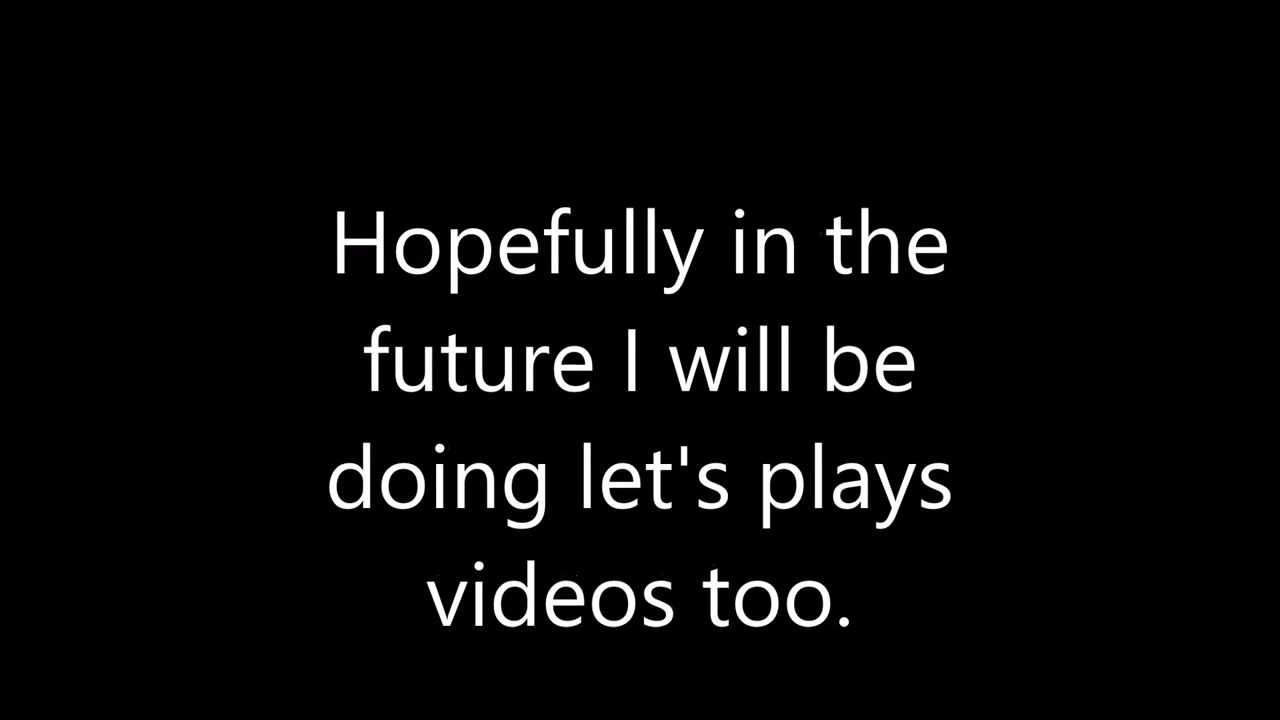 Hopefully in the
future I will be
doing let's plays
videos too.